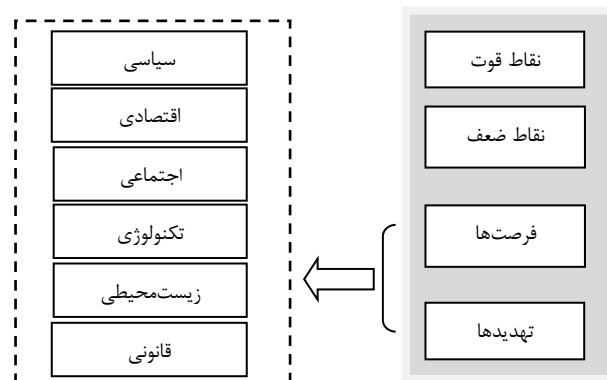 نقاط قوت
نقاط ضعف
فرصت‌ها
تهدیدها
سیاسی
اقتصادی
اجتماعی
تکنولوژی
زیست‌محیطی
قانونی